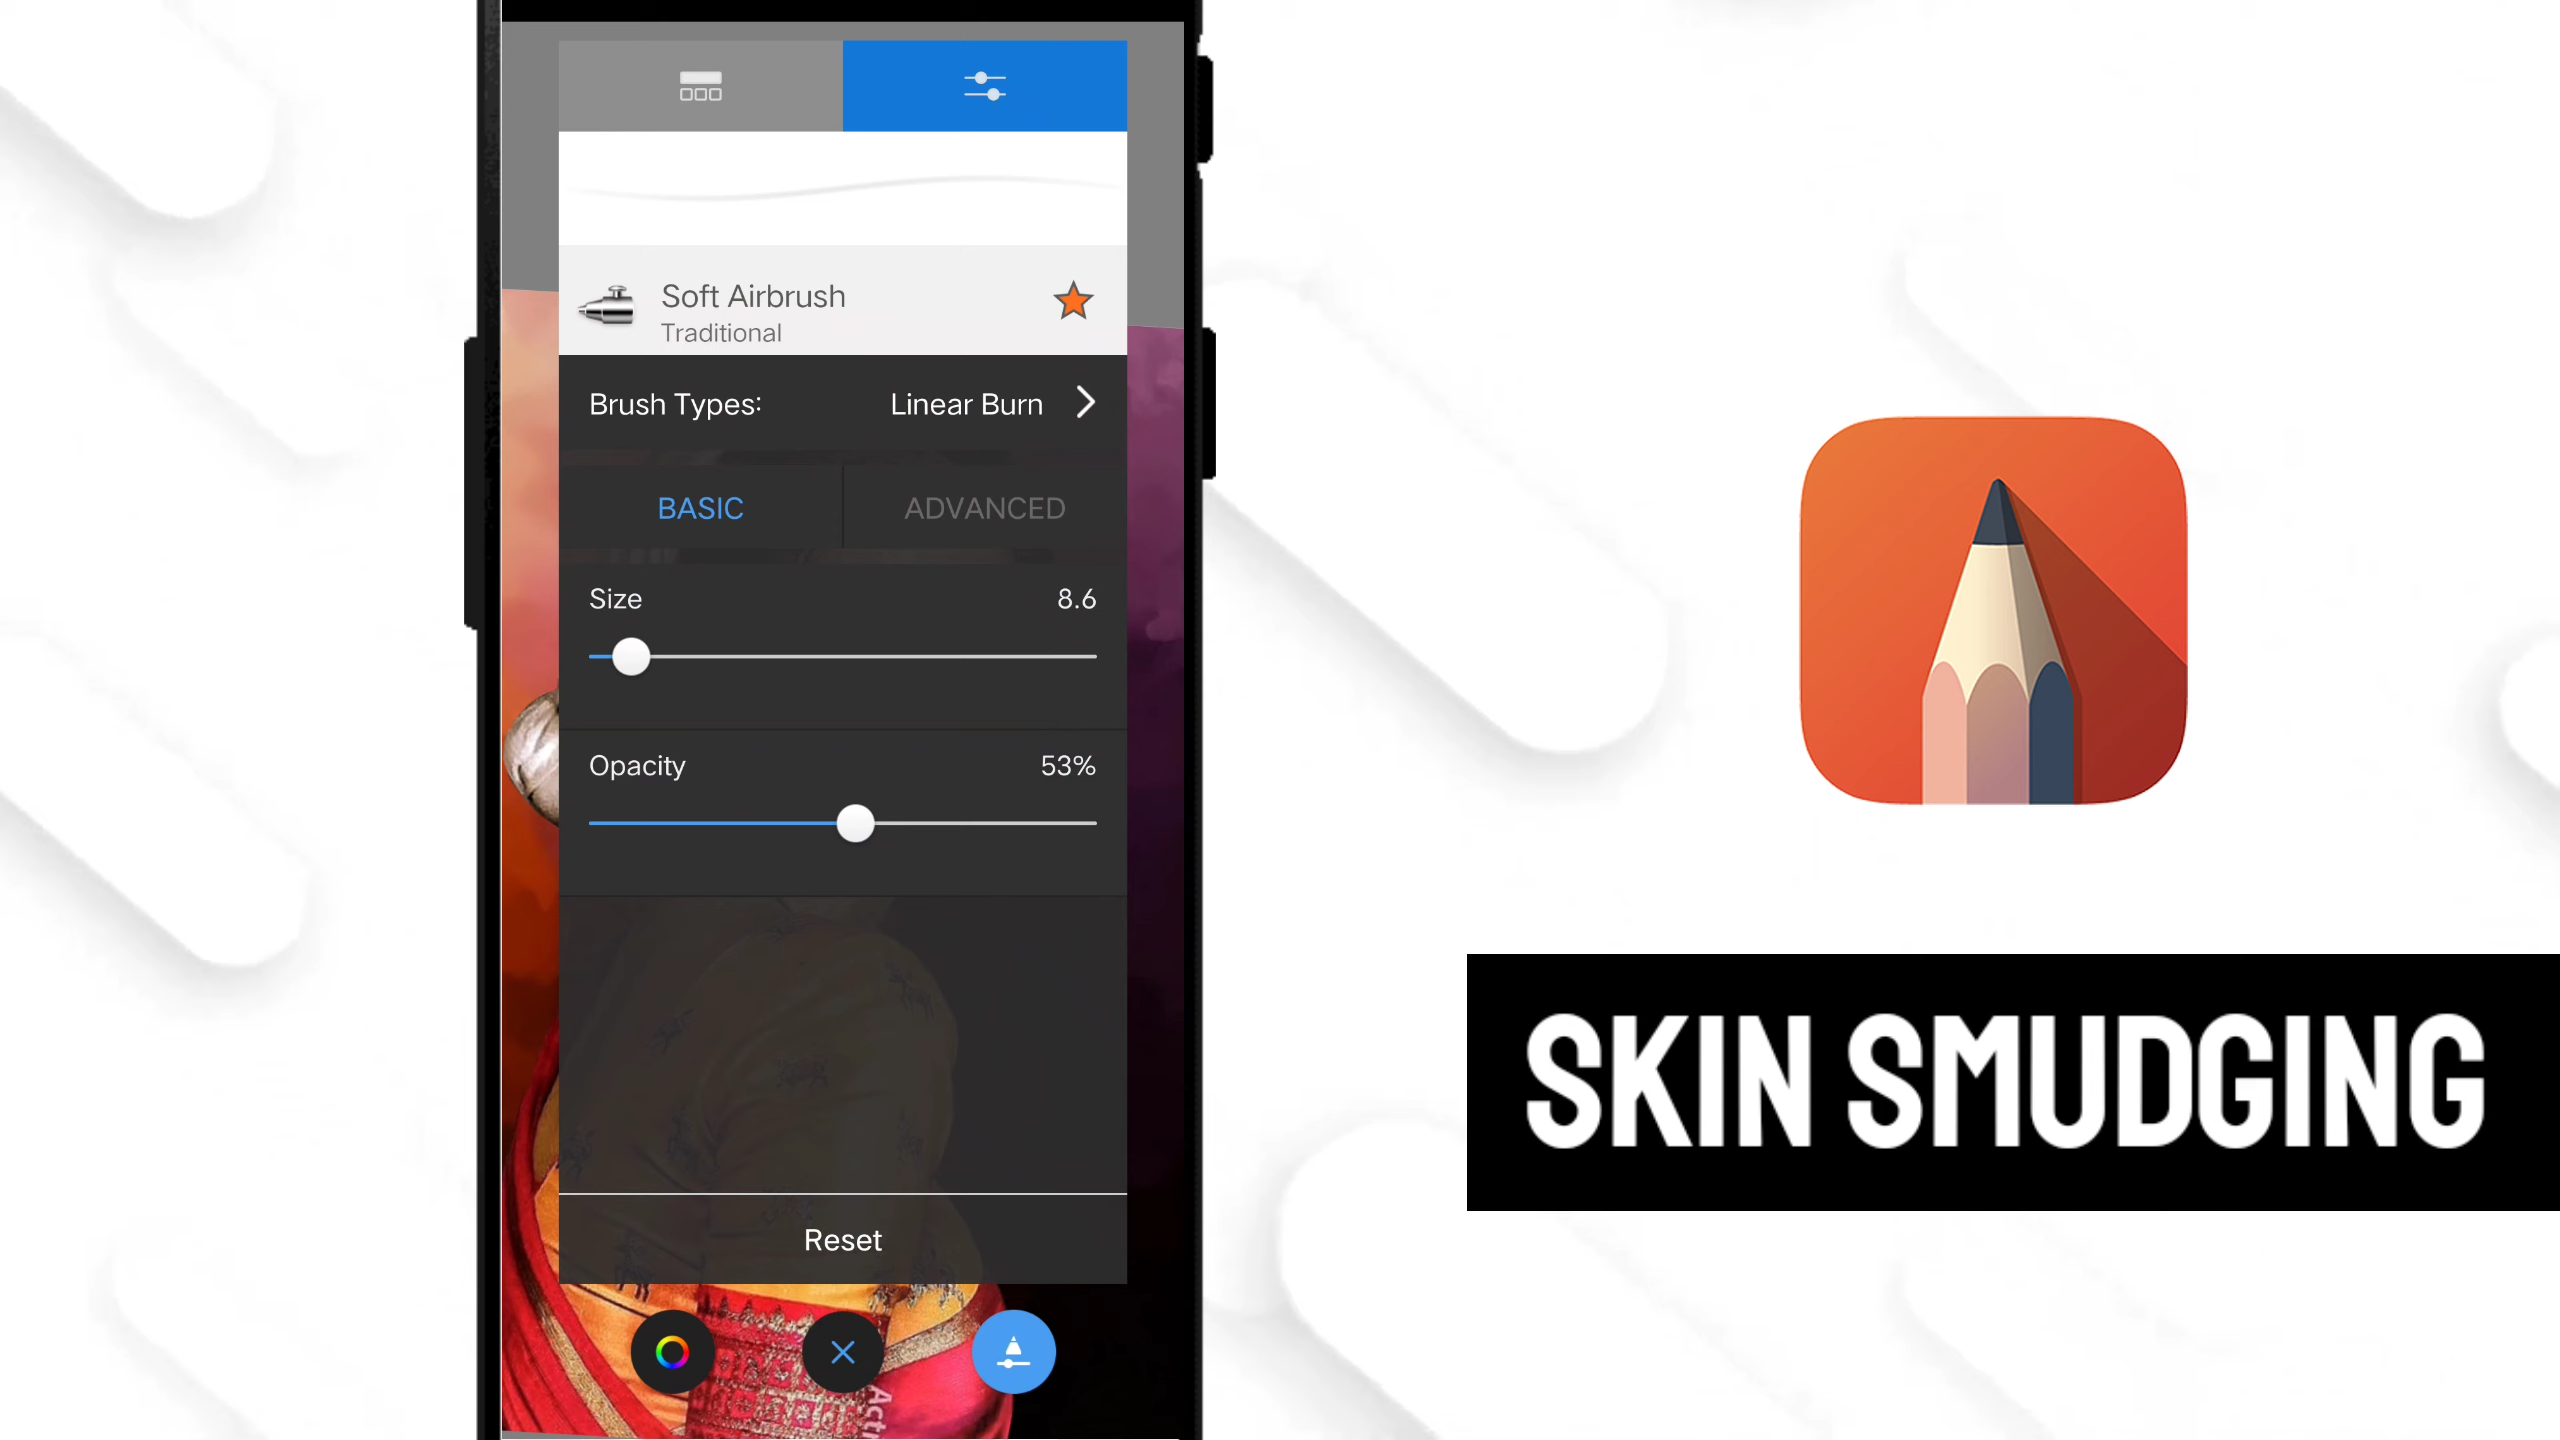 Soft Airbrush
Traditional
Brush Types: Linear Burn
BASIC ADVANCED
Size 8.6
Opacity 53%
Reset
SKIN SMUDGING